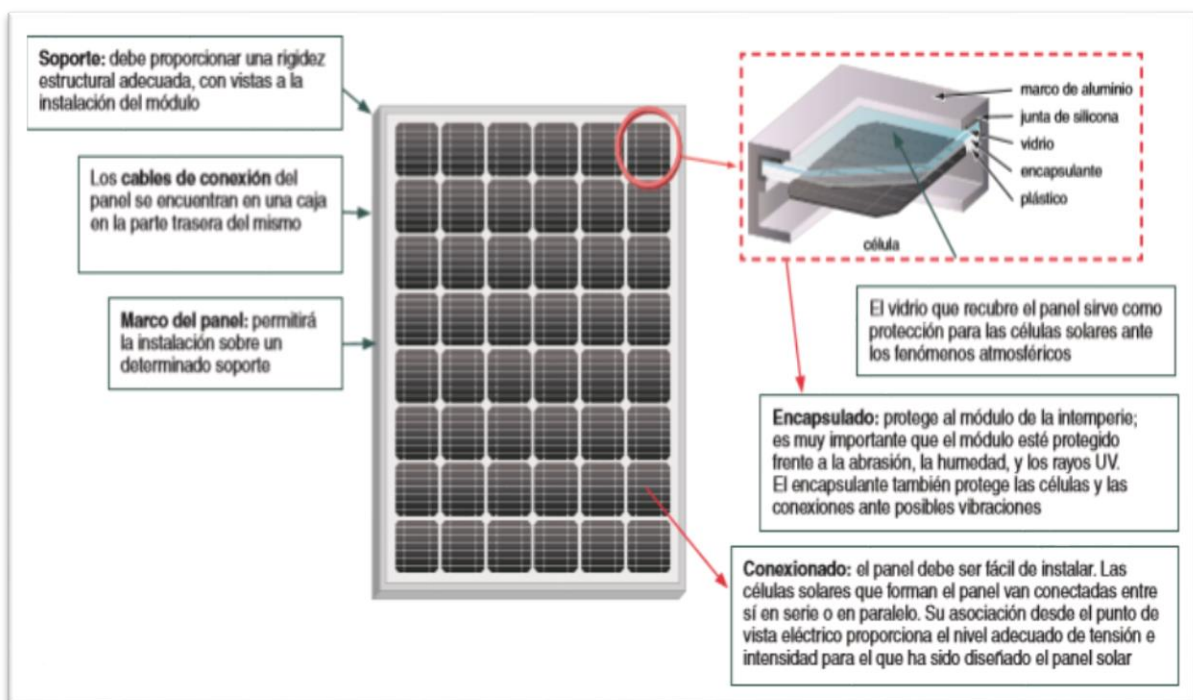 Soporte: debe proporcionar una rigidez
estructural adecuada, con vistas a la
instalación del módulo
Los cables de conexión del
panel se encuentran en una caja
en la parte trasera del mismo
Marco del panel: permitirá
la instalación sobre un
determinado soporte
marco de aluminio
junta de silicona
vidrio
encapsulante
plástico
célula
El vidrio que recubre el panel sirve como
protección para las células solares ante
los fenómenos atmosféricos
Encapsulado: protege al módulo de la intemperie;
es muy importante que el módulo esté protegido
frente a la abrasión, la humedad, y los rayos UV.
El encapsulante también protege las células y las
conexiones ante posibles vibraciones
Conexionado: el panel debe ser fácil de instalar. Las
células solares que forman el panel van conectadas entre
sí en serie o en paralelo. Su asociación desde el punto de
vista eléctrico proporciona el nivel adecuado de tensión e
intensidad para el que ha sido diseñado el panel solar